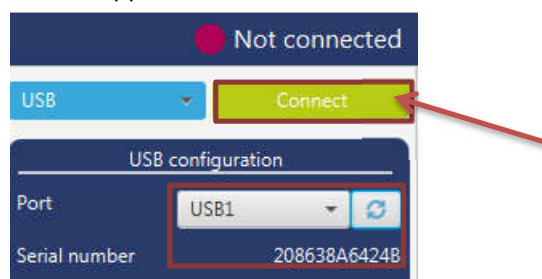 Not connected
USB Connect
USB configuration
Port USB1
Serial number 208638A6424B